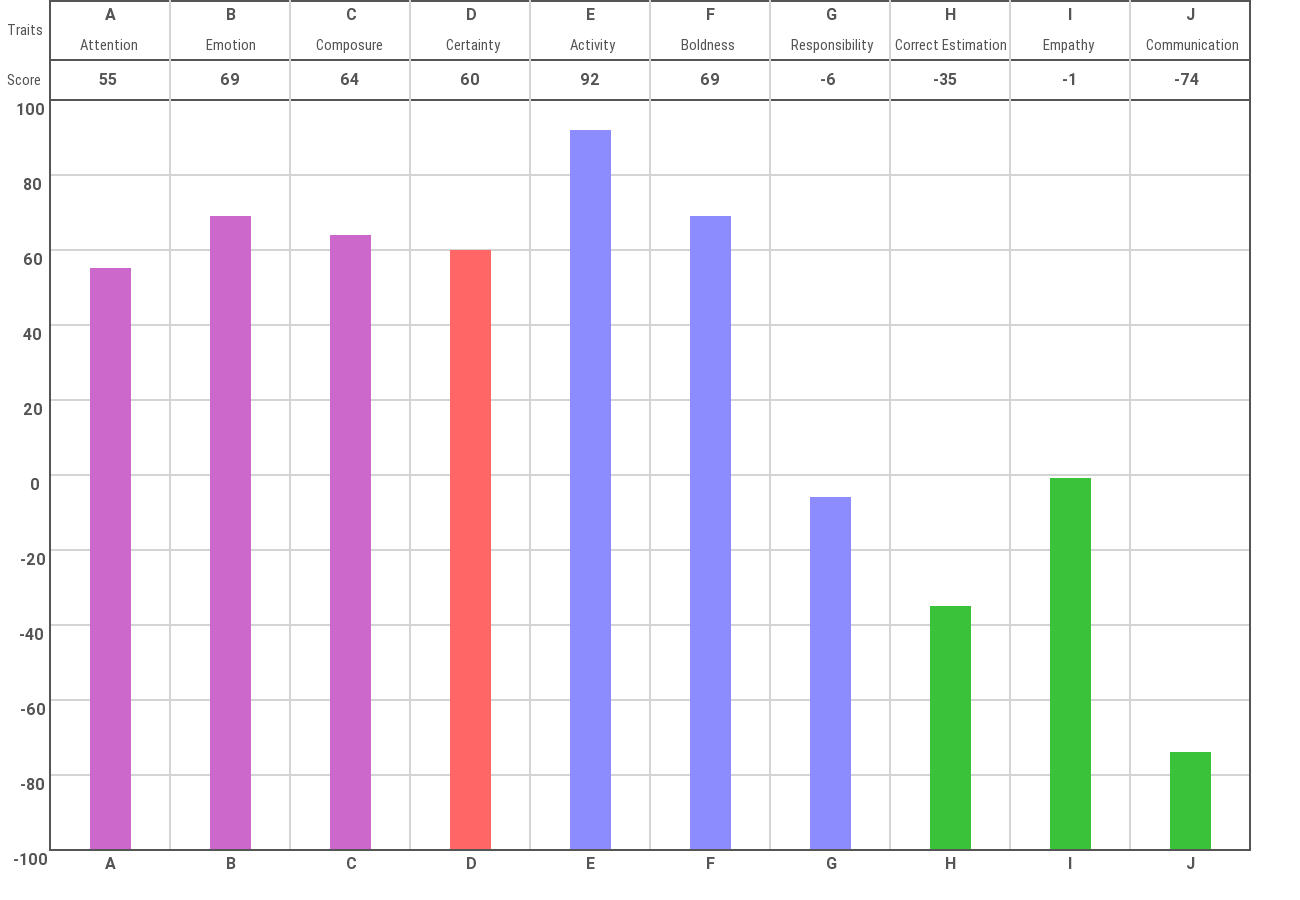 Traits A B C D E F G H I J
Attention Emotion Composure Certainty Activity Boldness Responsibility Correct Estimation Empathy Communication
Score 55 69 64 60 92 69 -6 -35 -1 -74
100
80
60
40
20
0
-20
-40
-60
-80
-100
A B C D E F G H I J